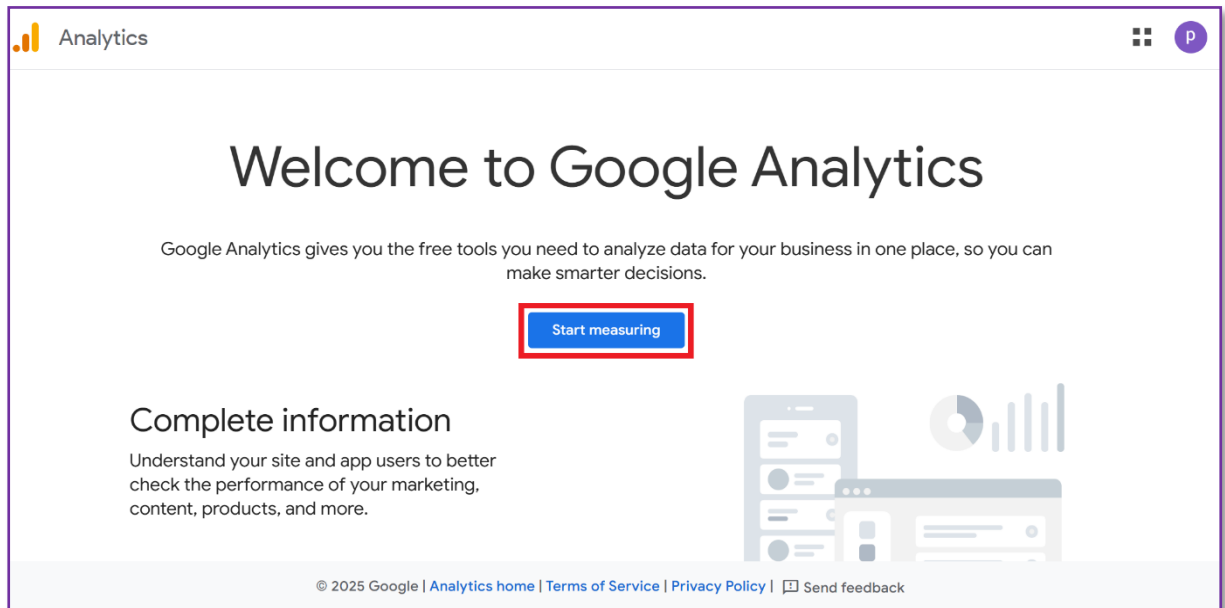 Analytics
p
Welcome to Google Analytics
Google Analytics gives you the free tools you need to analyze data for your business in one place, so you can
make smarter decisions.
Start measuring
Complete information
Understand your site and app users to better
check the performance of your marketing,
content, products, and more.
© 2025 Google | Analytics home | Terms of Service | Privacy Policy | Send feedback